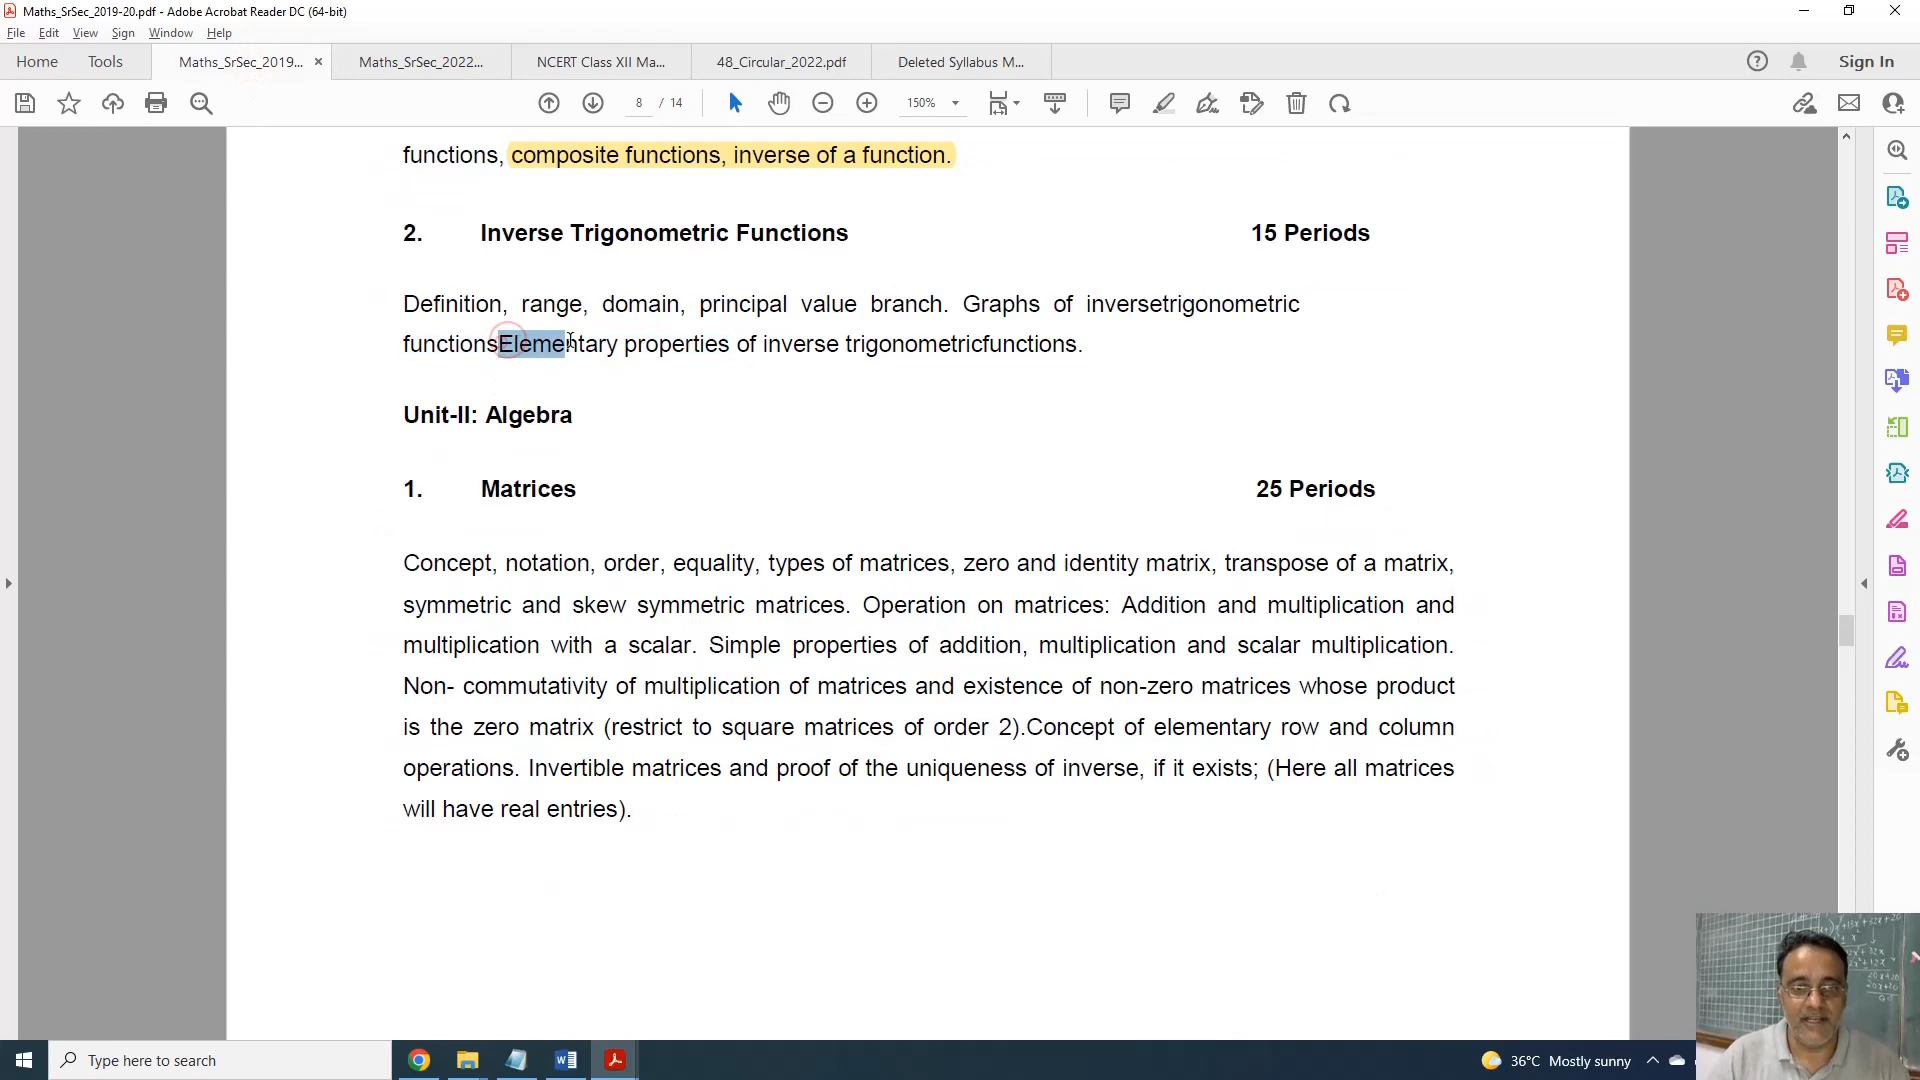 Maths_SrSec_2019-20.pdf - Adobe Acrobat Reader DC (64-bit)
File Edit View Sign Window Help
Home Tools Maths_SrSec_2019... × Maths_SrSec_2022... NCERT Class XII Ma... 48_Circular_2022.pdf Deleted Syllabus M... Sign In
8 / 14 150%
functions, composite functions, inverse of a function.
2. Inverse Trigonometric Functions 15 Periods
Definition, range, domain, principal value branch. Graphs of inversetrigonometric
functionsElementary properties of inverse trigonometricfunctions.
Unit-II: Algebra
1. Matrices 25 Periods
Concept, notation, order, equality, types of matrices, zero and identity matrix, transpose of a matrix,
symmetric and skew symmetric matrices. Operation on matrices: Addition and multiplication and
multiplication with a scalar. Simple properties of addition, multiplication and scalar multiplication.
Non- commutativity of multiplication of matrices and existence of non-zero matrices whose product
is the zero matrix (restrict to square matrices of order 2).Concept of elementary row and column
operations. Invertible matrices and proof of the uniqueness of inverse, if it exists; (Here all matrices
will have real entries).
Type here to search
36°C Mostly sunny